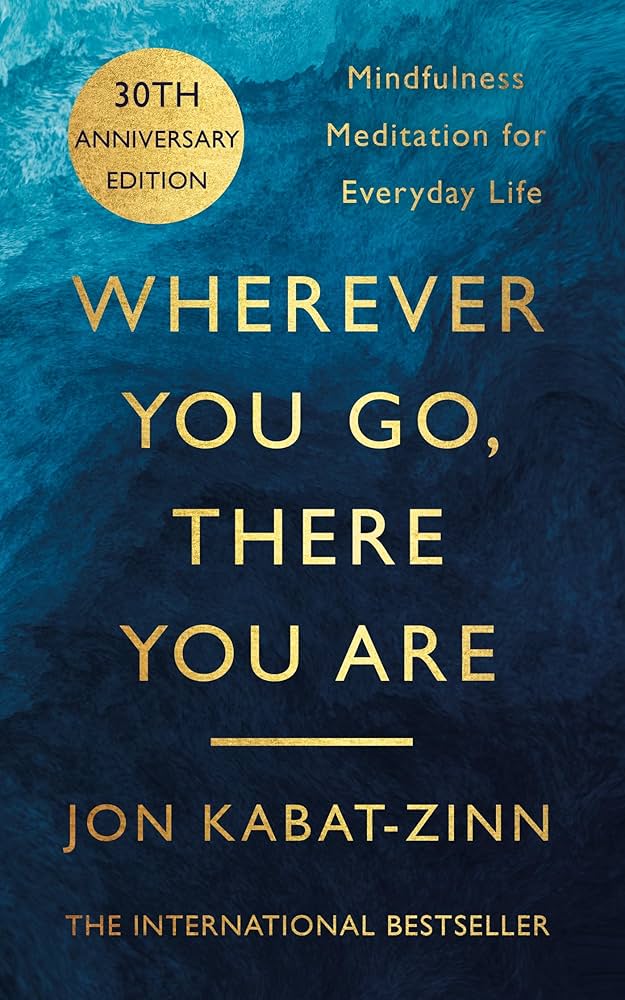 30TH
ANNIVERSARY
EDITION
Mindfulness
Meditation for
Everyday Life
WHEREVER
YOU GO,
THERE
YOU ARE
JON KABAT-ZINN
THE INTERNATIONAL BESTSELLER